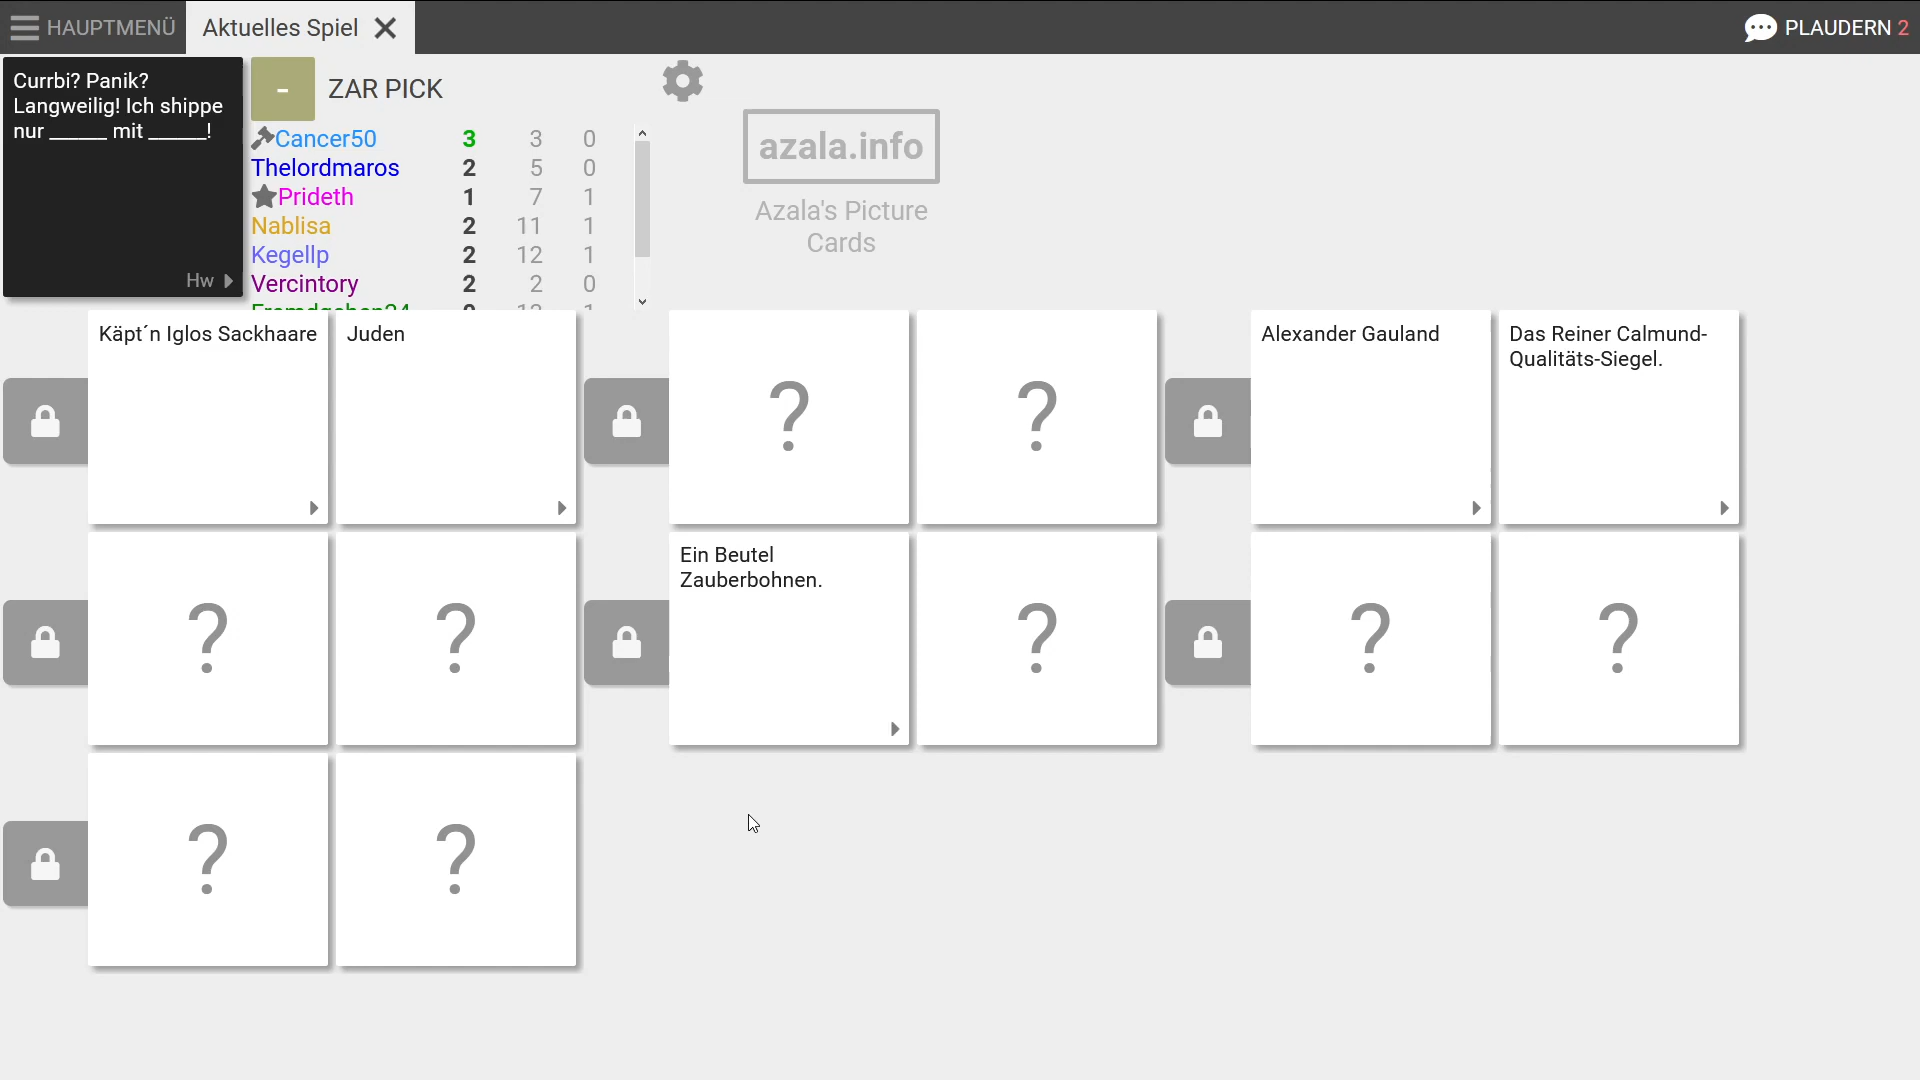 HAUPTMENÜ
Aktuelles Spiel
PLAUDERN 2
Currbi? Panik?
Langweilig! Ich shippe
nur _____ mit _____!
Hw
-
ZAR PICK
Cancer50 3 3 0
Thelordmaros 2 5 0
Prideth 1 7 1
Nablisa 2 11 1
Kegellp 2 12 1
Vercintory 2 2 0
azala.info
Azala's Picture
Cards
Käpt´n Iglos Sackhaare
Juden
?
?
Alexander Gauland
Das Reiner Calmund-
Qualitäts-Siegel.
?
?
Ein Beutel
Zauberbohnen.
?
?
?
?
?